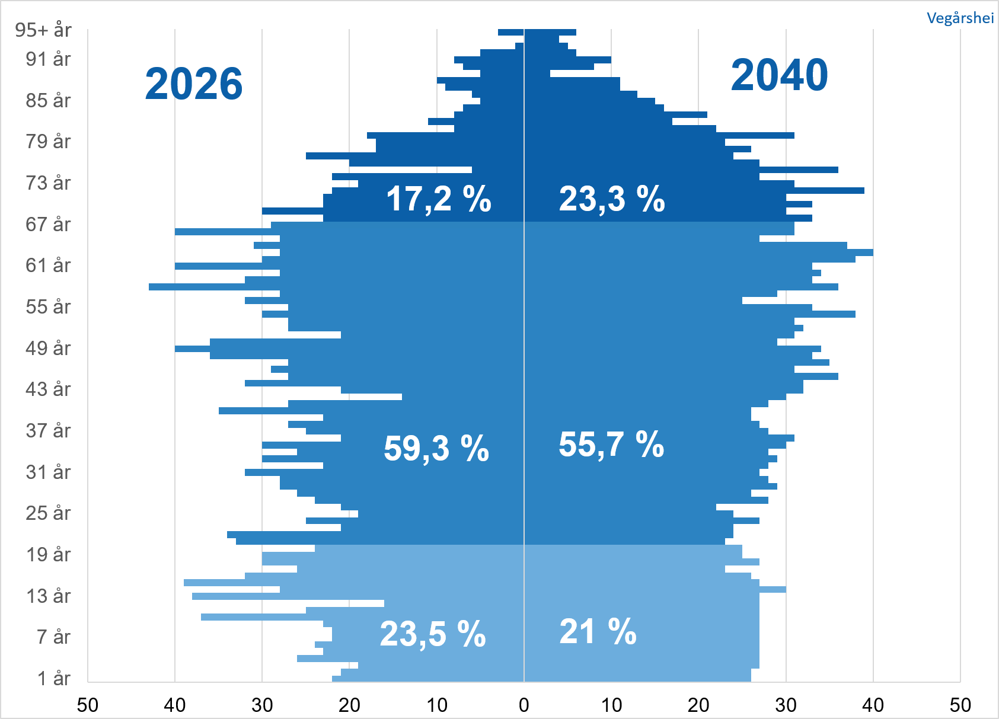 Vegårshei
95+ år
91 år
85 år
79 år
73 år
67 år
61 år
55 år
49 år
43 år
37 år
31 år
25 år
19 år
13 år
7 år
1 år
2026
2040
17,2 %
23,3 %
59,3 %
55,7 %
23,5 %
21 %
50 40 30 20 10 0 10 20 30 40 50